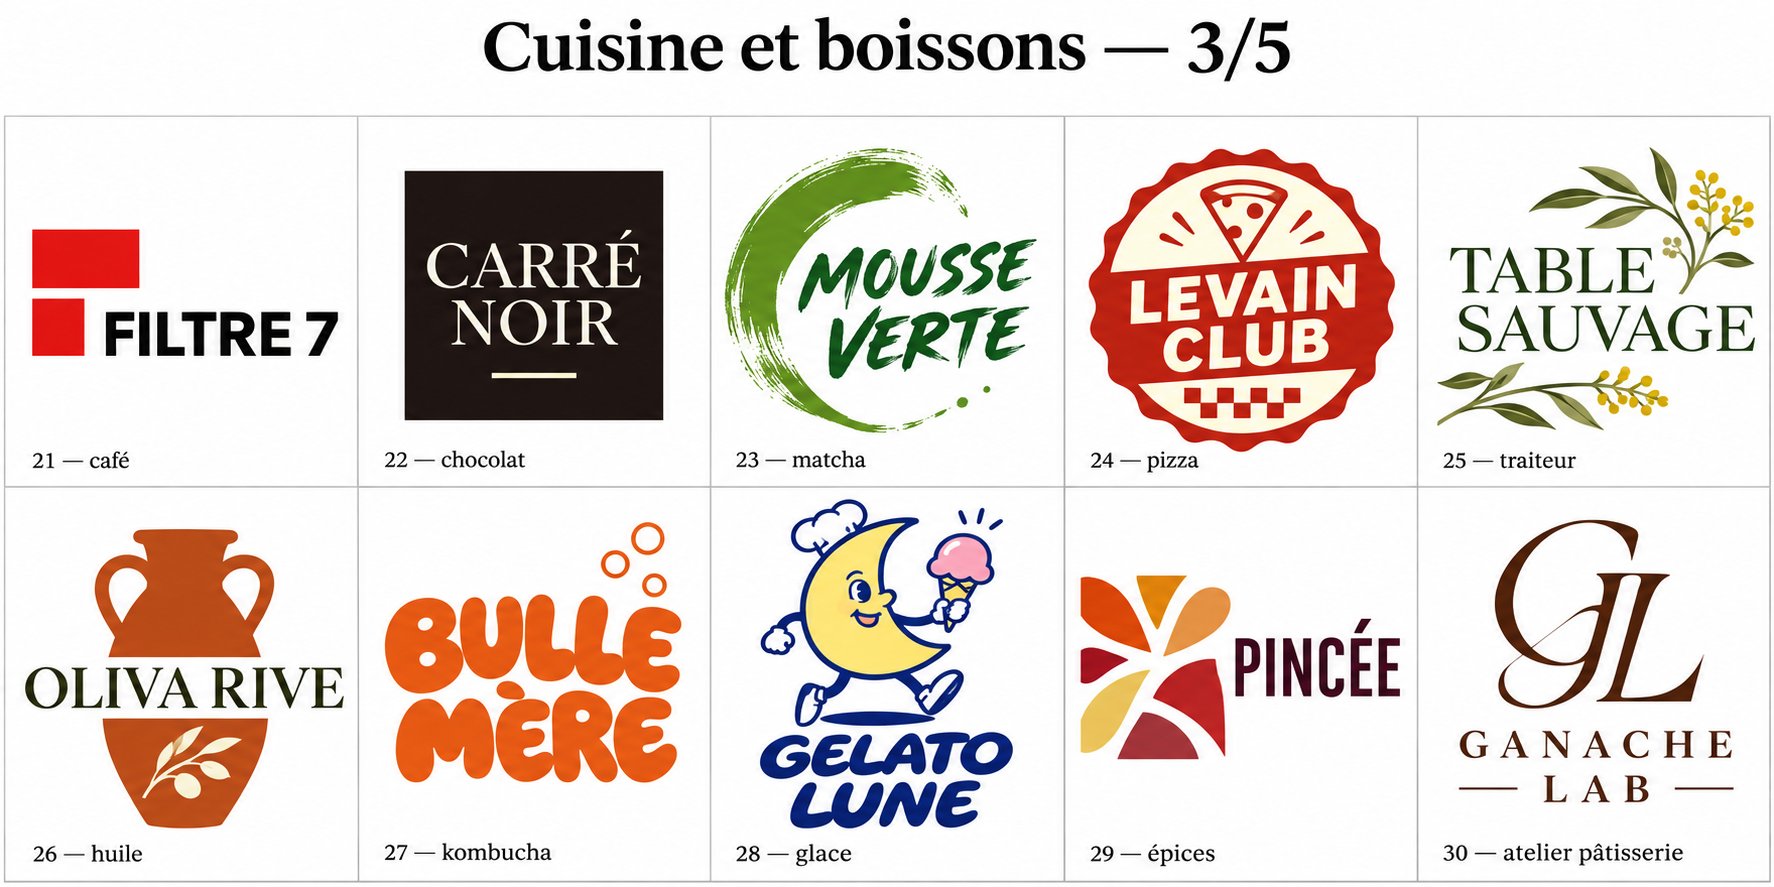 Cuisine et boissons — 3/5
FILTRE 7
21 — café
CARRÉ
NOIR
22 — chocolat
MOUSSE
VERTE
23 — matcha
LEVAIN
CLUB
24 — pizza
TABLE
SAUVAGE
25 — traiteur
OLIVA RIVE
26 — huile
BULLE
MÈRE
27 — kombucha
GELATO
LUNE
28 — glace
PINCÉE
29 — épices
GL
GANACHE
LAB
30 — atelier pâtisserie